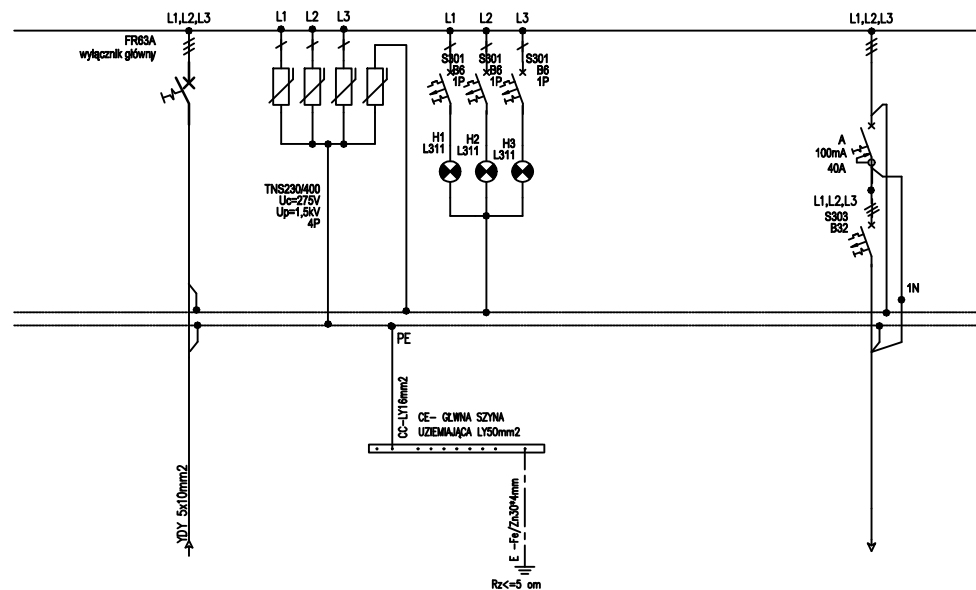 L1,L2,L3
L1
L2
L3
L1
L2
L3
L1,L2,L3
FR63A
wyłącznik główny
S301
B6
1P
S301
B6
1P
S301
B6
1P
H1
L311
H2
L311
H3
L311
A
100mA
40A
TNS230/400
Uc=275V
Up=1,5kV
4P
L1,L2,L3
S303
B32
1N
PE
CC-LY16mm2
CE- GŁWNA SZYNA
UZIEMIAJĄCA LY50mm2
YDY 5x10mm2
E -Fe/Zn30*4mm
Rz<=5 om